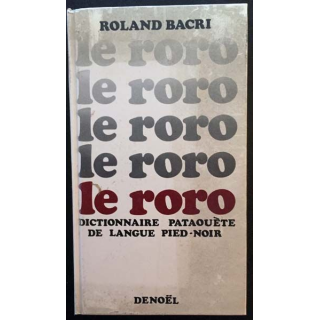 ROLAND BACRI
le roro
le roro
le roro
le roro
le roro
DICTIONNAIRE PATAOUÈTE
DE LANGUE PIED-NOIR
DENOËL